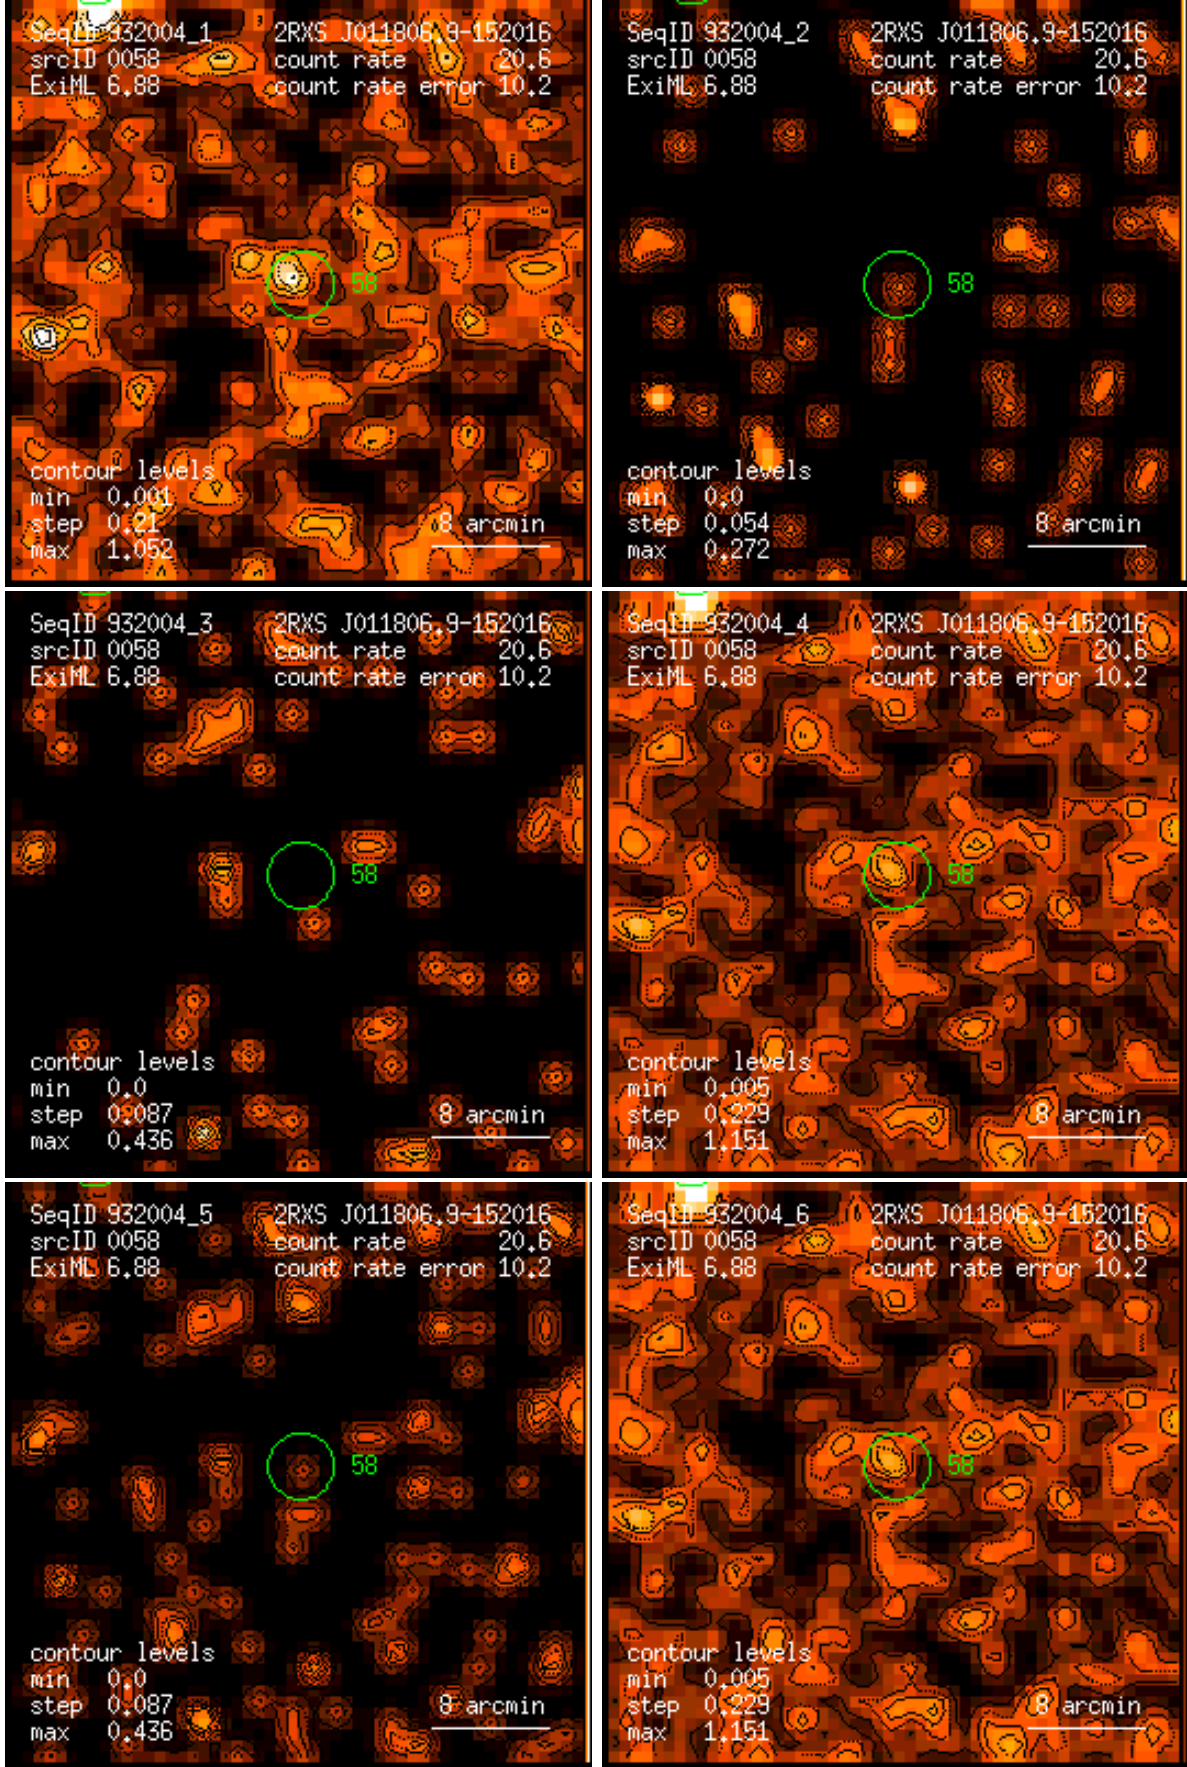 SeqID 932004_1 2RXS J011806.9-152016
srcID 0058 count rate 20.6
ExiML 6.88 count rate error 10.2
58
contour levels
min 0.001
step 0.21
max 1.052
8 arcmin
SeqID 932004_2 2RXS J011806.9-152016
srcID 0058 count rate 20.6
ExiML 6.88 count rate error 10.2
58
contour levels
min 0.0
step 0.054
max 0.272
8 arcmin
SeqID 932004_3 2RXS J011806.9-152016
srcID 0058 count rate 20.6
ExiML 6.88 count rate error 10.2
58
contour levels
min 0.0
step 0.087
max 0.436
8 arcmin
SeqID 932004_4 2RXS J011806.9-152016
srcID 0058 count rate 20.6
ExiML 6.88 count rate error 10.2
58
contour levels
min 0.005
step 0.229
max 1.151
8 arcmin
SeqID 932004_5 2RXS J011806.9-152016
srcID 0058 count rate 20.6
ExiML 6.88 count rate error 10.2
58
contour levels
min 0.0
step 0.087
max 0.436
8 arcmin
SeqID 932004_6 2RXS J011806.9-152016
srcID 0058 count rate 20.6
ExiML 6.88 count rate error 10.2
58
contour levels
min 0.005
step 0.229
max 1.151
8 arcmin